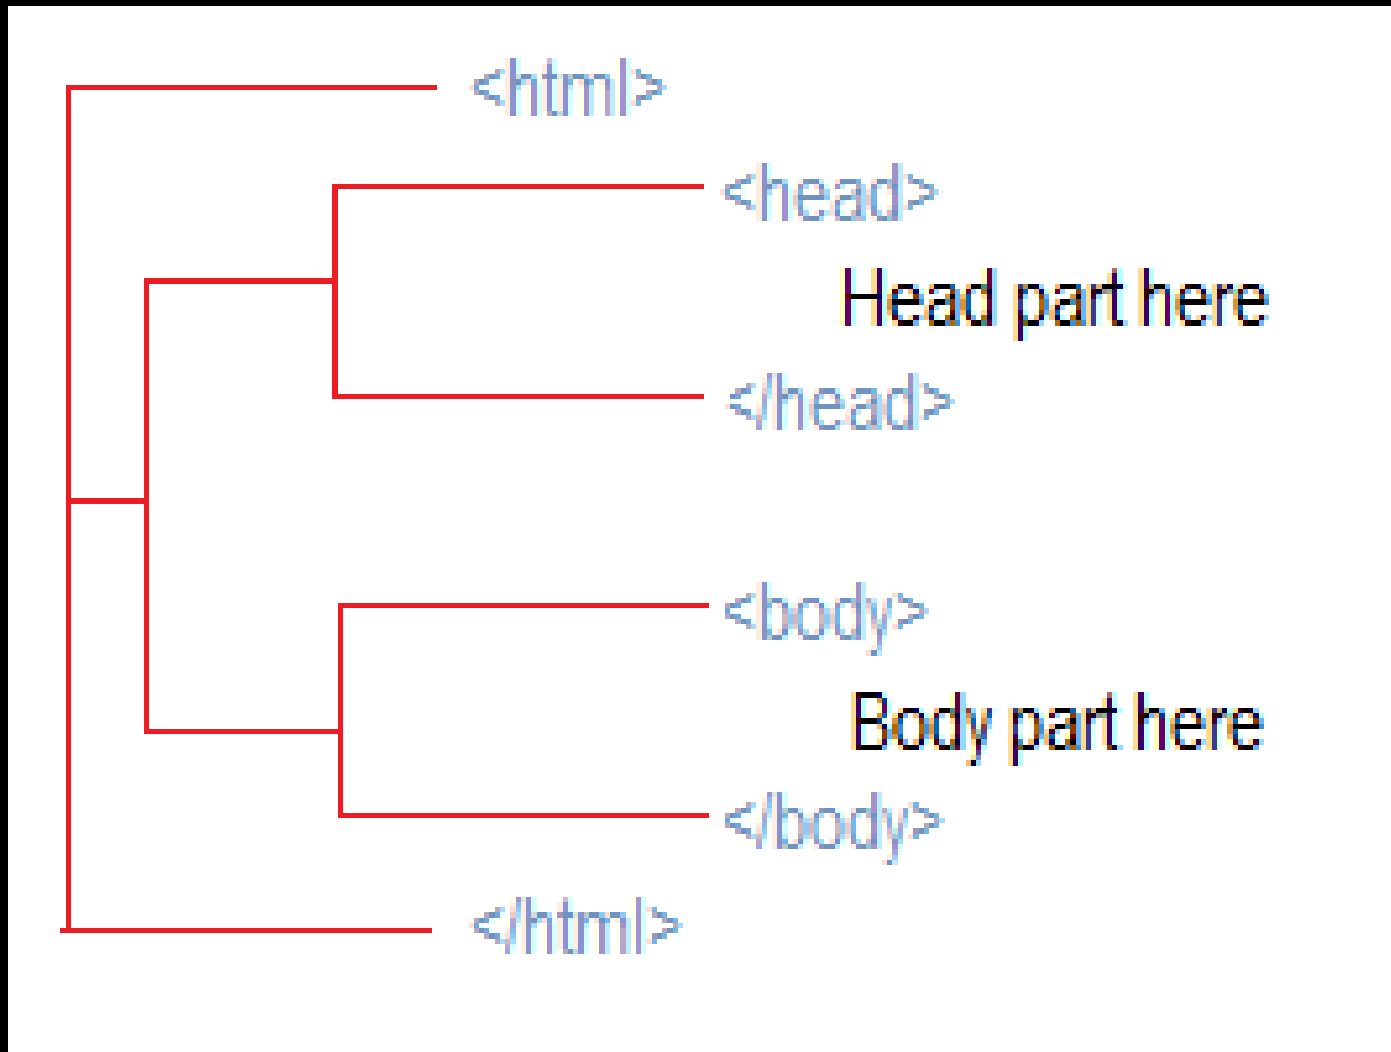 <html>
<head>
Head part here
</head>
<body>
Body part here
</body>
</html>